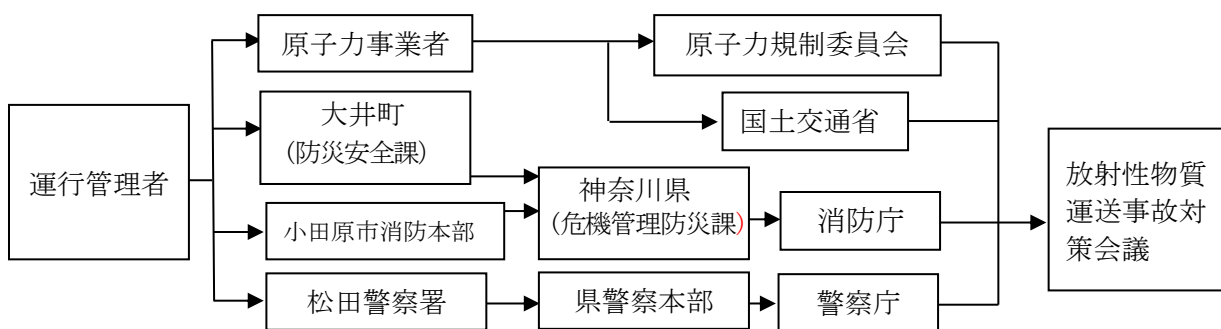 運行管理者
原子力事業者
大井町
(防災安全課)
小田原市消防本部
松田警察署
神奈川県
(危機管理防災課)
県警察本部
原子力規制委員会
国土交通省
消防庁
警察庁
放射性物質
運送事故対
策会議